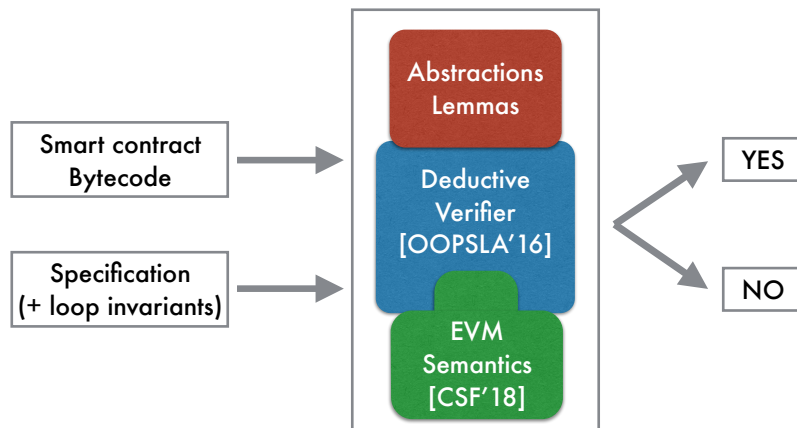 Smart contract
Bytecode
Specification
(+ loop invariants)
Abstractions
Lemmas
Deductive
Verifier
[OOPSLA’16]
EVM
Semantics
[CSF’18]
YES
NO